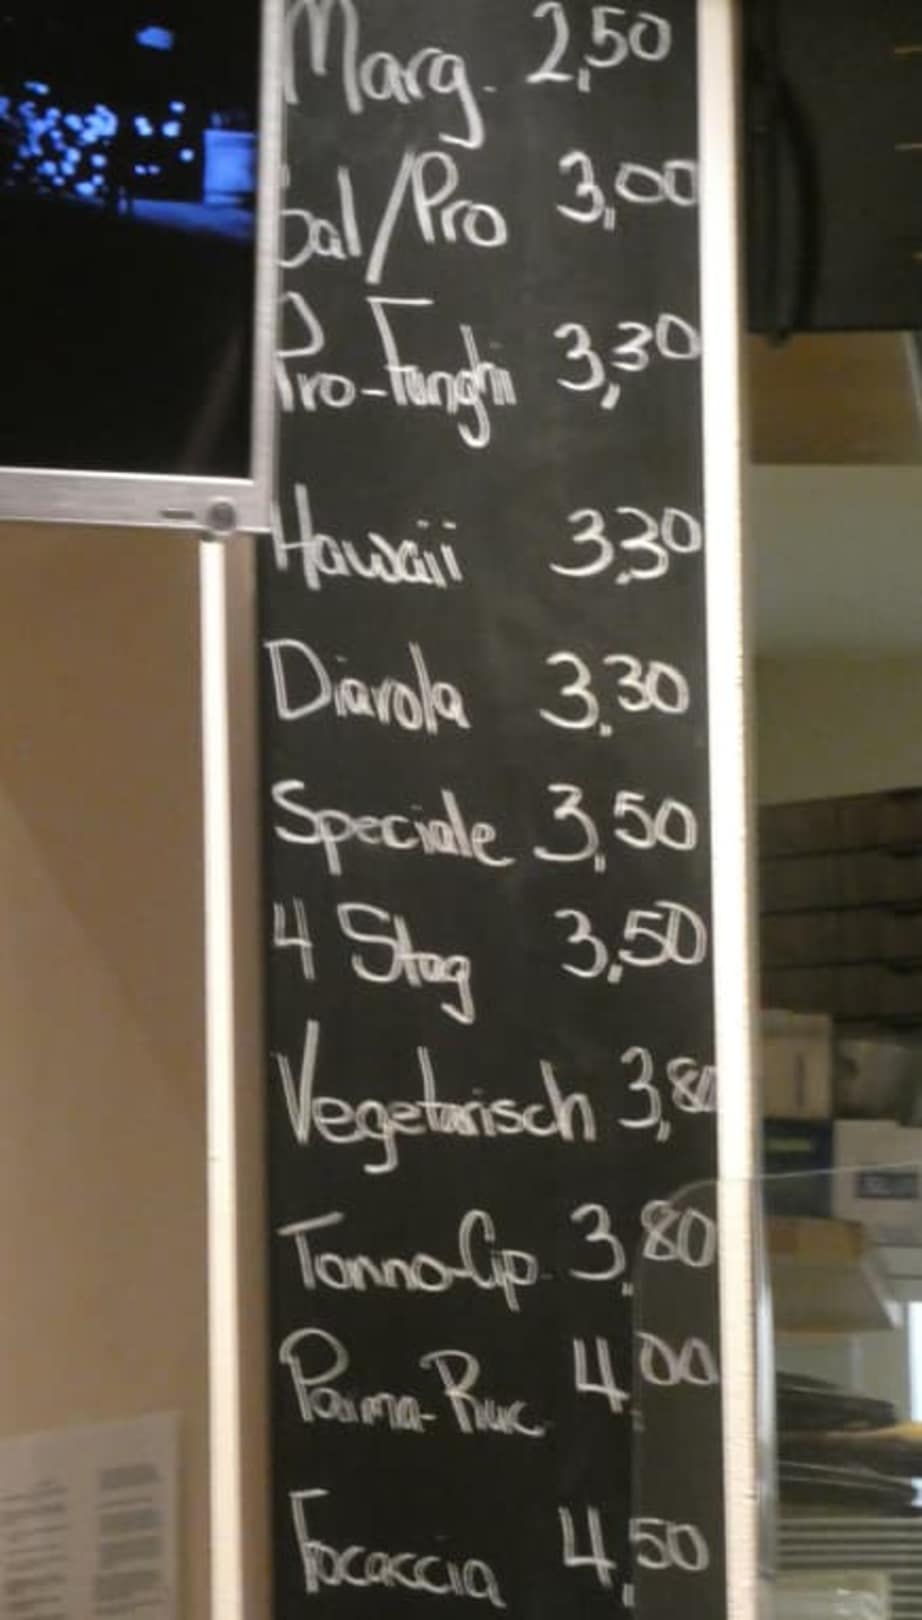 Marg. 2,50
Sal/Pro 3,00
Pro-Funghi 3,30
Hawaii 3,30
Diavola 3,30
Speciale 3,50
4 Stag 3,50
Vegetarisch 3,80
Tonno-Cip. 3,80
Parma-Ruc. 4,00
Focaccia 4,50